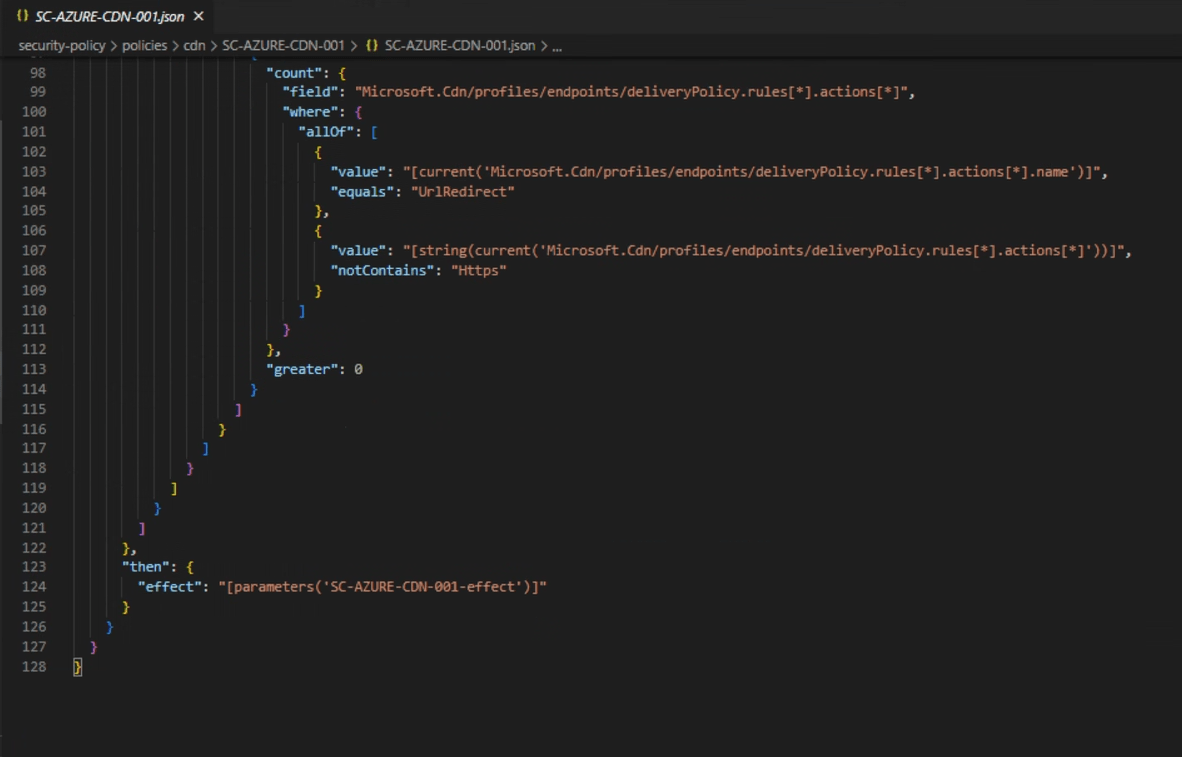 {} SC-AZURE-CDN-001.json ×
security-policy > policies > cdn > SC-AZURE-CDN-001 > {} SC-AZURE-CDN-001.json > ...
98 "count": {
99 "field": "Microsoft.Cdn/profiles/endpoints/deliveryPolicy.rules[*].actions[*]",
100 "where": {
101 "allOf": [
102 {
103 "value": "[current('Microsoft.Cdn/profiles/endpoints/deliveryPolicy.rules[*].actions[*].name')]",
104 "equals": "UrlRedirect"
105 },
106 {
107 "value": "[string(current('Microsoft.Cdn/profiles/endpoints/deliveryPolicy.rules[*].actions[*]'))]",
108 "notContains": "Https"
109 }
110 ]
111 }
112 },
113 "greater": 0
114 }
115 ]
116 }
117 ]
118 }
119 ]
120 }
121 ]
122 },
123 "then": {
124 "effect": "[parameters('SC-AZURE-CDN-001-effect')]"
125 }
126 }
127 }
128 }